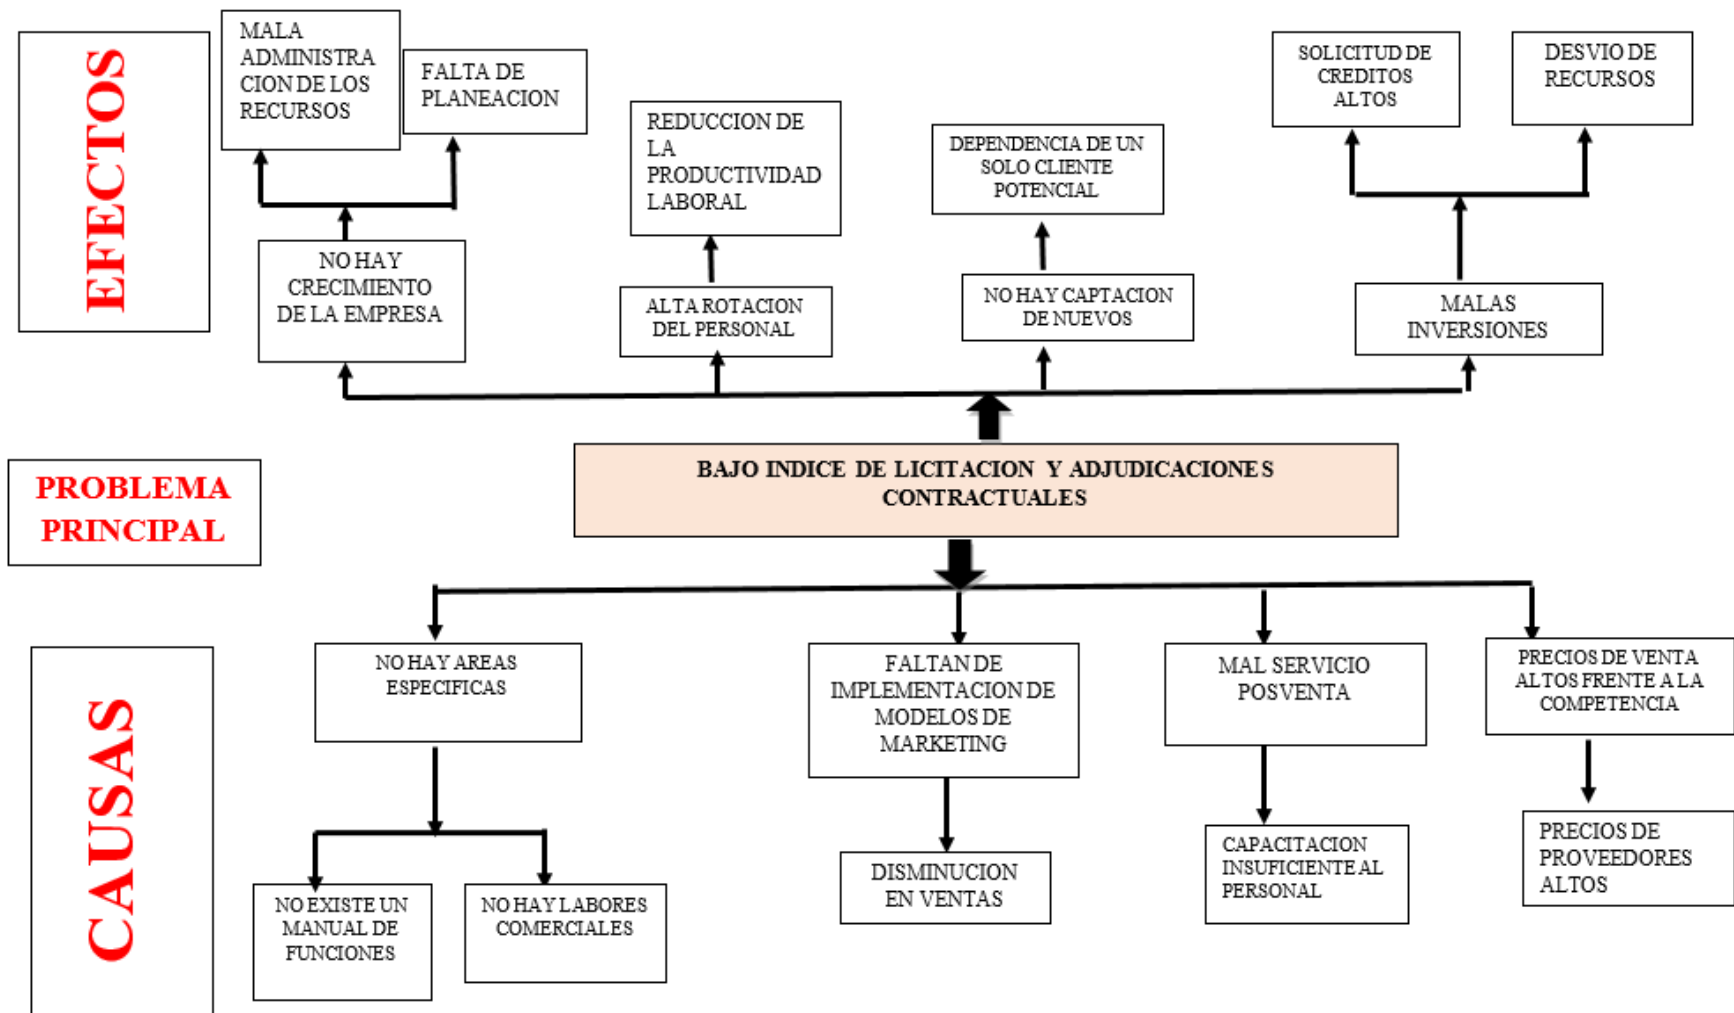 EFECTOS
MALA
ADMINISTRA
CION DE LOS
RECURSOS
FALTA DE
PLANEACION
REDUCCION DE
LA
PRODUCTIVIDAD
LABORAL
DEPENDENCIA DE UN
SOLO CLIENTE
POTENCIAL
SOLICITUD DE
CREDITOS
ALTOS
DESVIO DE
RECURSOS
NO HAY
CRECIMIENTO
DE LA EMPRESA
ALTA ROTACION
DEL PERSONAL
NO HAY CAPTACION
DE NUEVOS
MALAS
INVERSIONES
PROBLEMA
PRINCIPAL
BAJO INDICE DE LICITACION Y ADJUDICACIONES
CONTRACTUALES
CAUSAS
NO HAY AREAS
ESPECIFICAS
FALTAN DE
IMPLEMENTACION DE
MODELOS DE
MARKETING
MAL SERVICIO
POSVENTA
PRECIOS DE VENTA
ALTOS FRENTE A LA
COMPETENCIA
NO EXISTE UN
MANUAL DE
FUNCIONES
NO HAY LABORES
COMERCIALES
DISMINUCION
EN VENTAS
CAPACITACION
INSUFICIENTE AL
PERSONAL
PRECIOS DE
PROVEEDORES
ALTOS